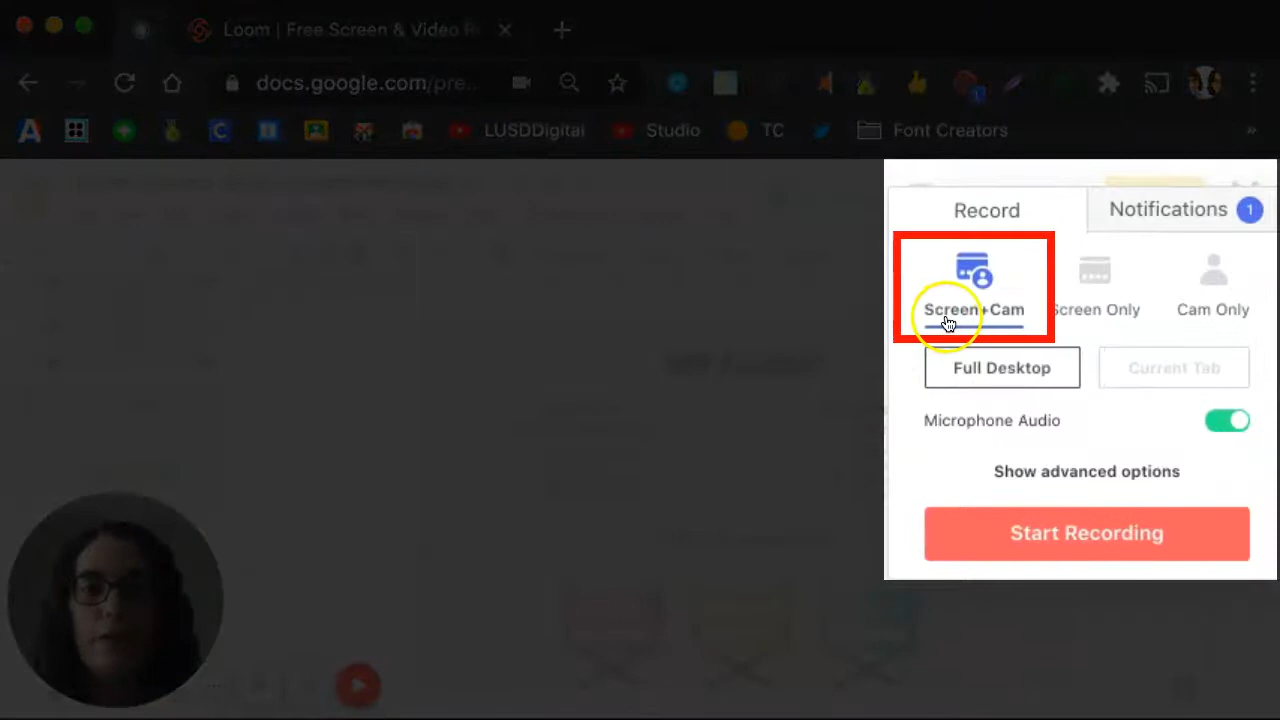 Loom | Free Screen & Video R
docs.google.com/pre...
LUSDDigital
Studio
TC
Font Creators
»
Record
Notifications 1
Screen+Cam
Screen Only
Cam Only
Full Desktop
Current Tab
Microphone Audio
Show advanced options
Start Recording